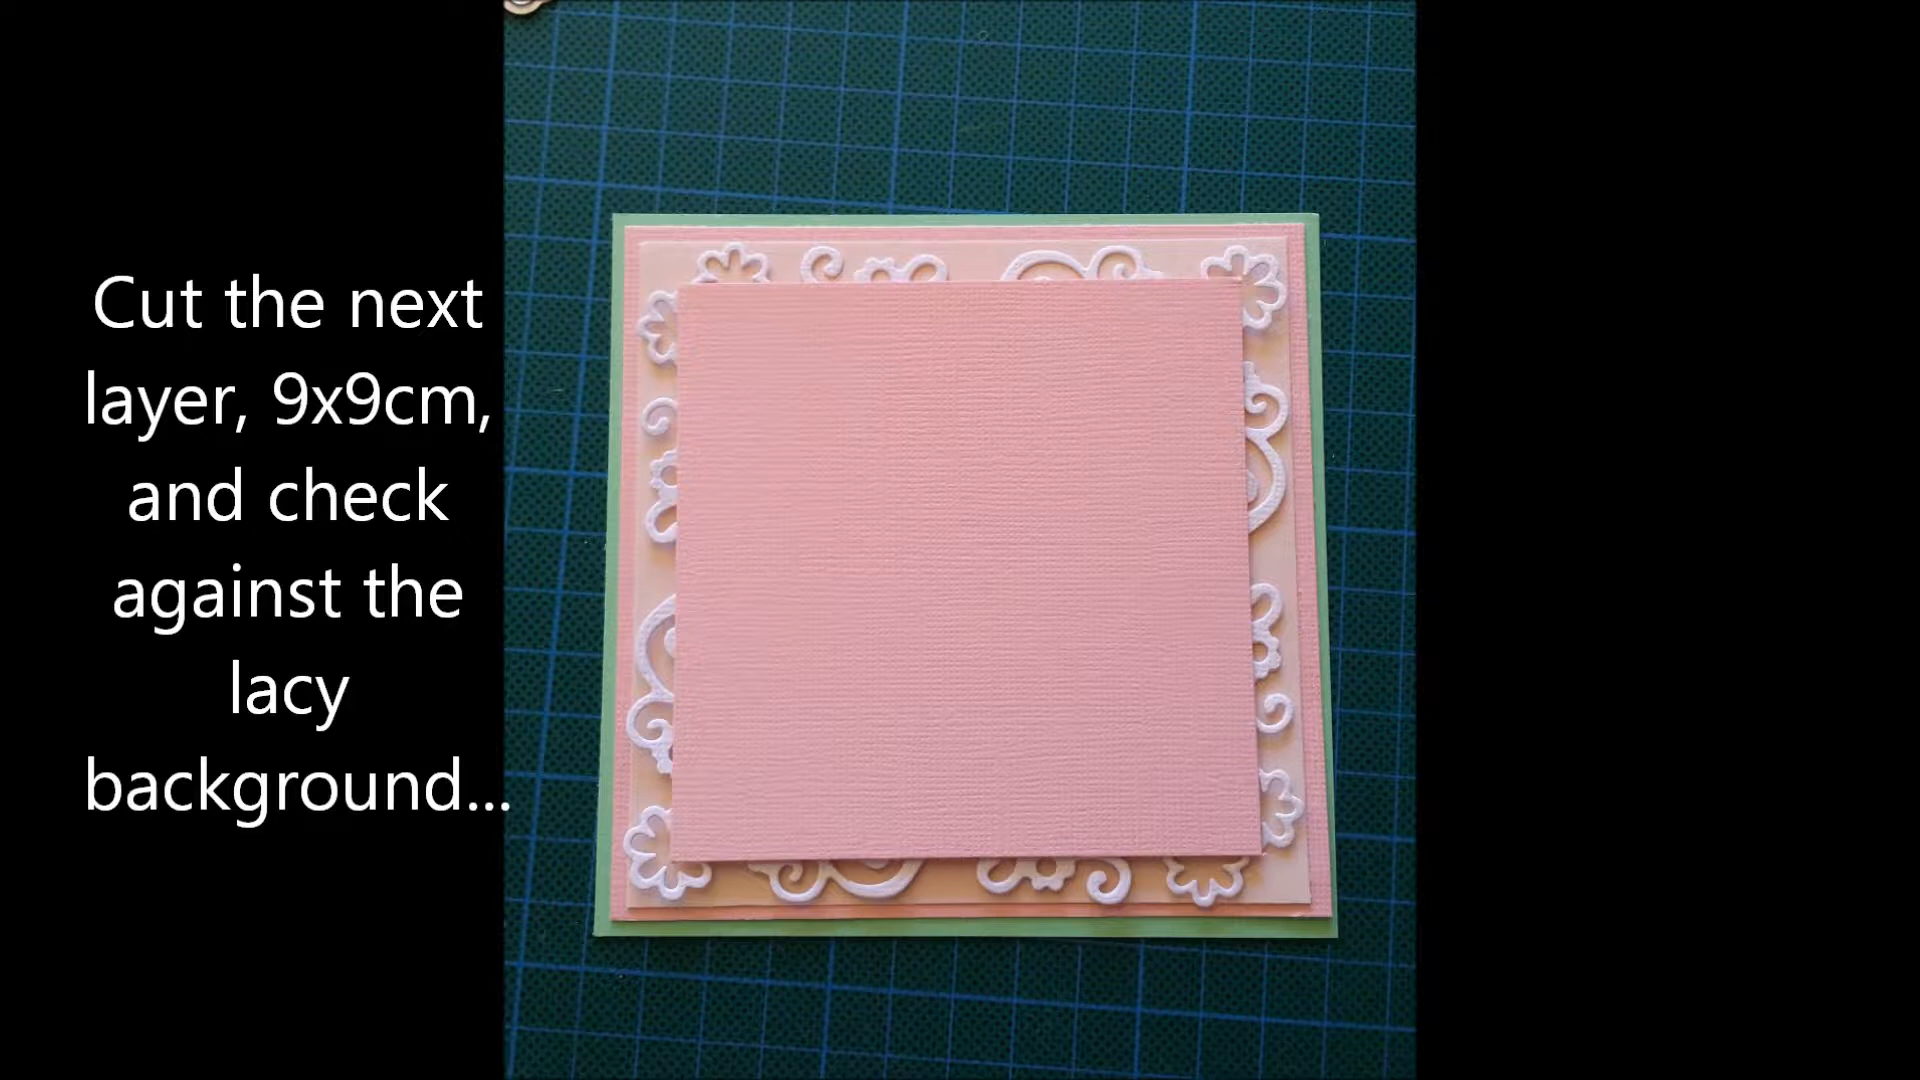 Cut the next
layer, 9x9cm,
and check
against the
lacy
background...